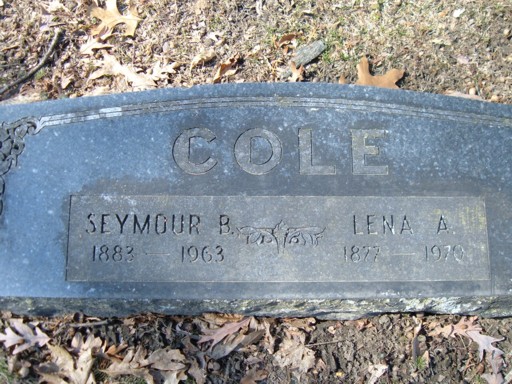 COLE
SEYMOUR B. LENA A.
1883 — 1963 1877 — 1970